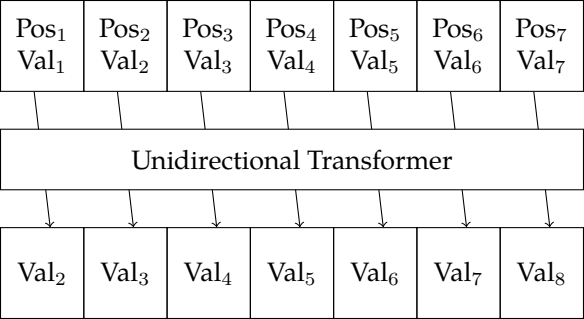 Pos₁ Pos₂ Pos₃ Pos₄ Pos₅ Pos₆ Pos₇
Val₁ Val₂ Val₃ Val₄ Val₅ Val₆ Val₇
Unidirectional Transformer
Val₂ Val₃ Val₄ Val₅ Val₆ Val₇ Val₈